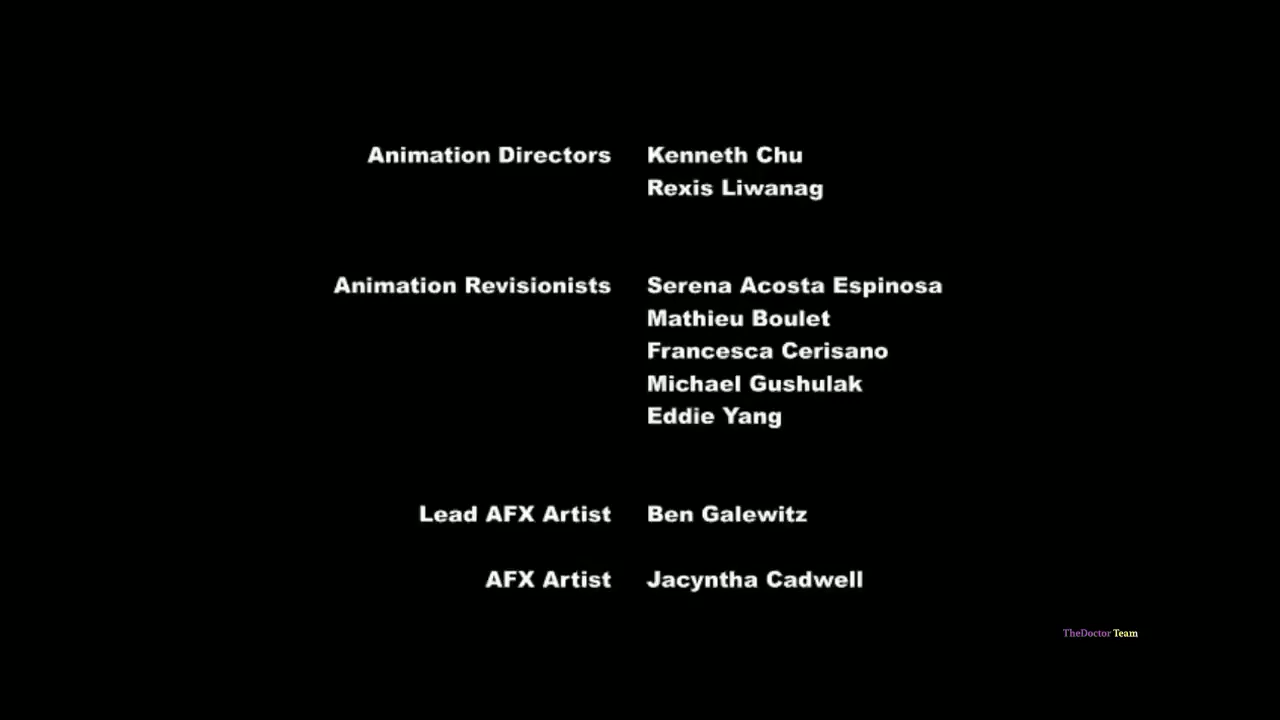 Animation Directors Kenneth Chu
Rexis Liwanag
Animation Revisionists Serena Acosta Espinosa
Mathieu Boulet
Francesca Cerisano
Michael Gushulak
Eddie Yang
Lead AFX Artist Ben Galewitz
AFX Artist Jacyntha Cadwell
TheDoctor Team